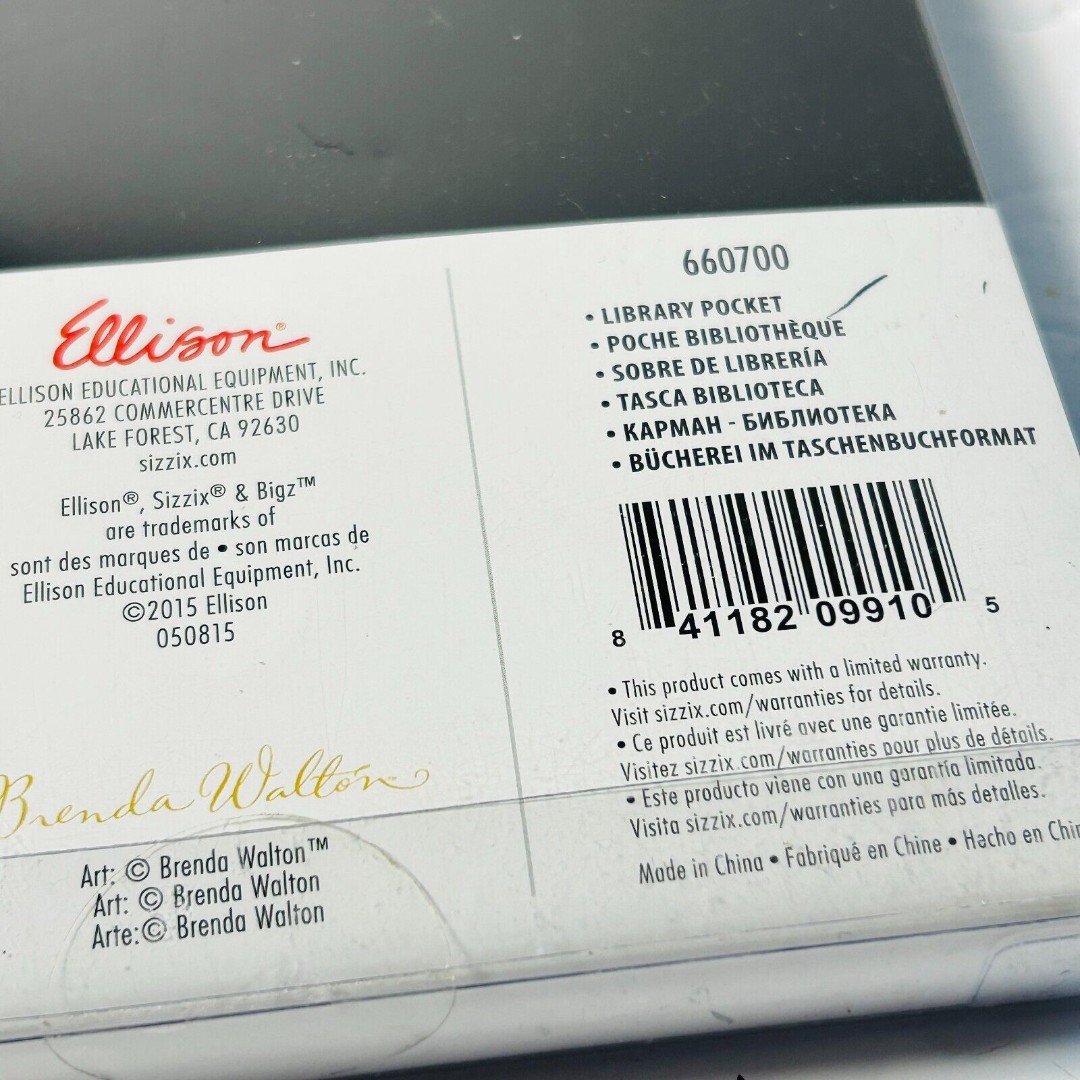 Ellison®
ELLISON EDUCATIONAL EQUIPMENT, INC.
25862 COMMERCENTRE DRIVE
LAKE FOREST, CA 92630
sizzix.com
Ellison®, Sizzix® & Bigz™
are trademarks of
sont des marques de • son marcas de
Ellison Educational Equipment, Inc.
©2015 Ellison
050815
Brenda Walton
Art: © Brenda Walton™
Art: © Brenda Walton
Arte:© Brenda Walton
660700
• LIBRARY POCKET
• POCHE BIBLIOTHÈQUE
• SOBRE DE LIBRERÍA
• TASCA BIBLIOTECA
• КАРМАН - БИБЛИОТЕКА
• BÜCHEREI IM TASCHENBUCHFORMAT
8 41182 09910 5
• This product comes with a limited warranty.
Visit sizzix.com/warranties for details.
• Ce produit est livré avec une garantie limitée.
Visitez sizzix.com/warranties pour plus de détails.
• Este producto viene con una garantía limitada.
Visita sizzix.com/warranties para más detalles.
Made in China • Fabriqué en Chine • Hecho en Chin